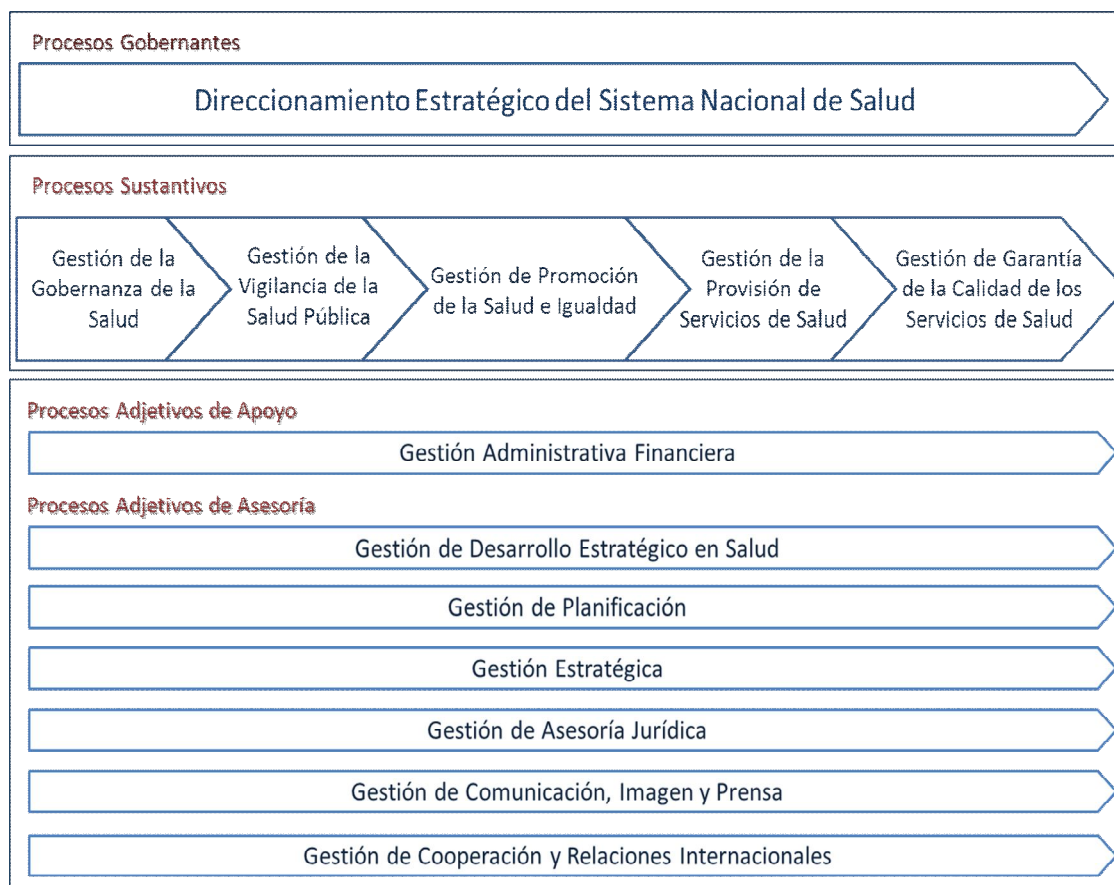 Procesos Gobernantes
Direccionamiento Estratégico del Sistema Nacional de Salud
Procesos Sustantivos
Gestión de la
Gobernanza de la
Salud
Gestión de la
Vigilancia de la
Salud Pública
Gestión de Promoción
de la Salud e Igualdad
Gestión de la
Provisión de
Servicios de Salud
Gestión de Garantía
de la Calidad de los
Servicios de Salud
Procesos Adjetivos de Apoyo
Gestión Administrativa Financiera
Procesos Adjetivos de Asesoría
Gestión de Desarrollo Estratégico en Salud
Gestión de Planificación
Gestión Estratégica
Gestión de Asesoría Jurídica
Gestión de Comunicación, Imagen y Prensa
Gestión de Cooperación y Relaciones Internacionales